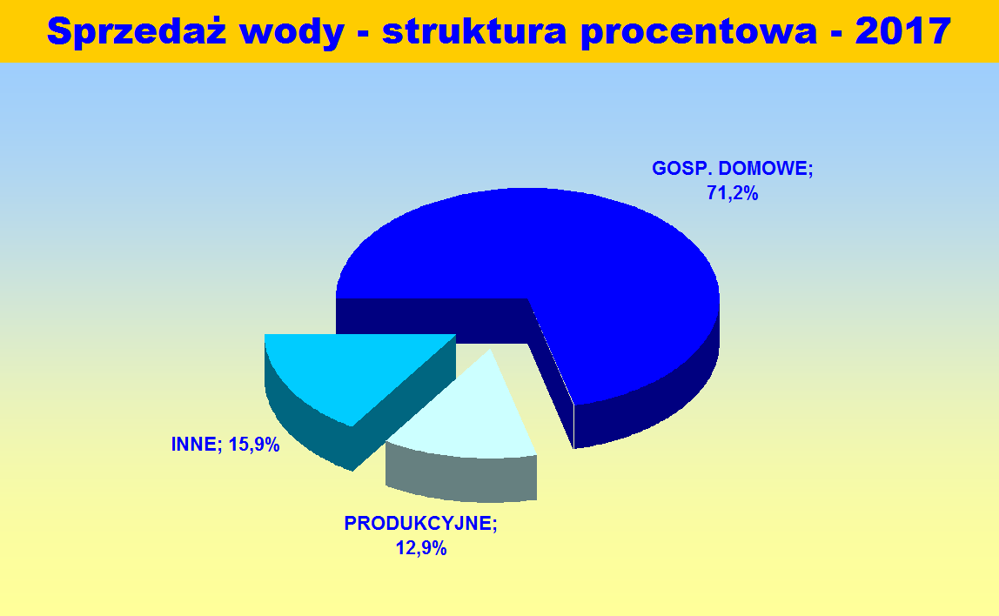 Sprzedaż wody - struktura procentowa - 2017
GOSP. DOMOWE;
71,2%
INNE; 15,9%
PRODUKCYJNE;
12,9%